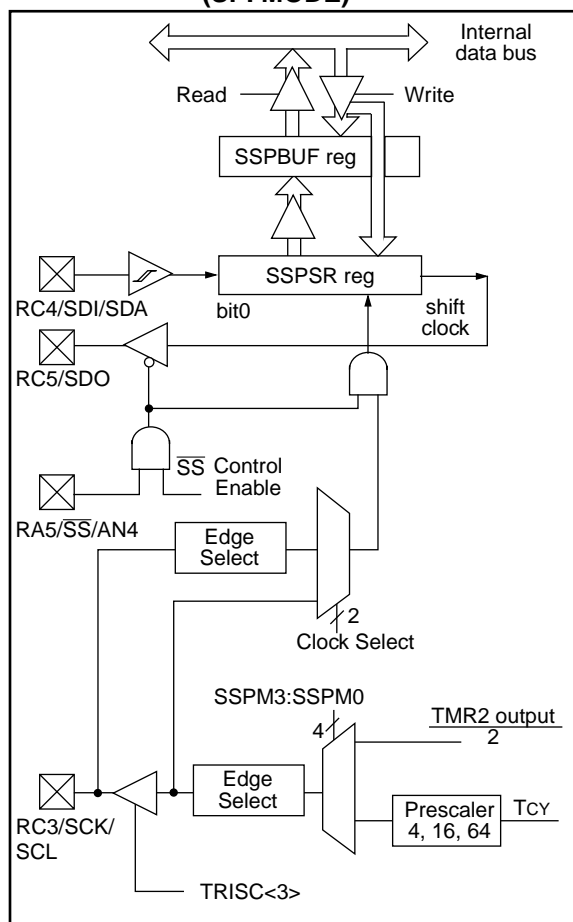 (SPI MODE)
Internal
data bus
Read
Write
SSPBUF reg
SSPSR reg
RC4/SDI/SDA
bit0
shift
clock
RC5/SDO
SS Control
Enable
RA5/SS/AN4
Edge
Select
2
Clock Select
SSPM3:SSPM0
4
TMR2 output
2
Edge
Select
Prescaler
4, 16, 64
TCY
RC3/SCK/
SCL
TRISC<3>